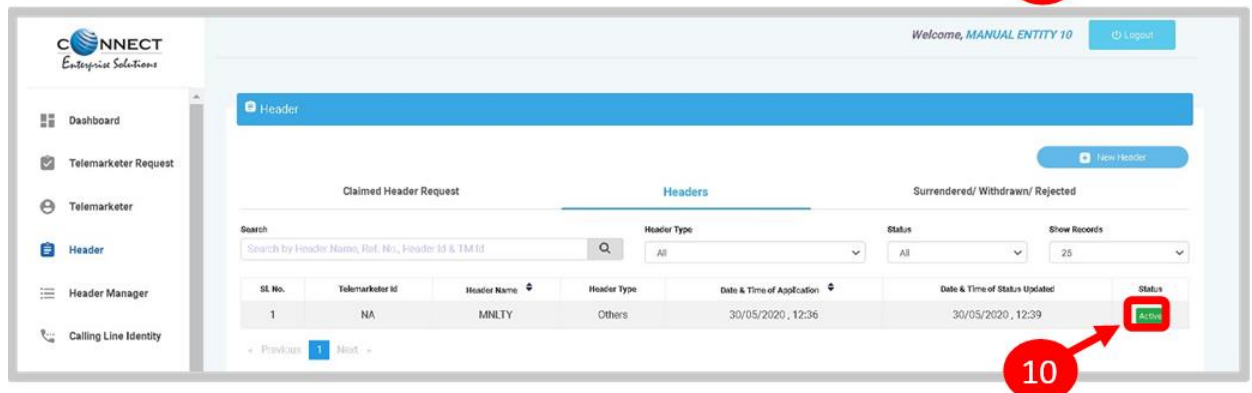 CONNECT
Enterprise Solutions
Welcome, MANUAL ENTITY 10
Logout
Dashboard
Telemarketer Request
Telemarketer
Header
Header Manager
Calling Line Identity
Header
New Header
Claimed Header Request
Headers
Surrendered/ Withdrawn/ Rejected
Search
Header Type
Status
Show Records
Search by Header Name, Ref. No., Header Id & TM Id
All
All
25
Sl. No. Telemarketer Id Header Name Header Type Date & Time of Application Date & Time of Status Updated Status
1 NA MNLTY Others 30/05/2020 , 12:36 30/05/2020 , 12:39 Active
« Previous 1 Next »
10